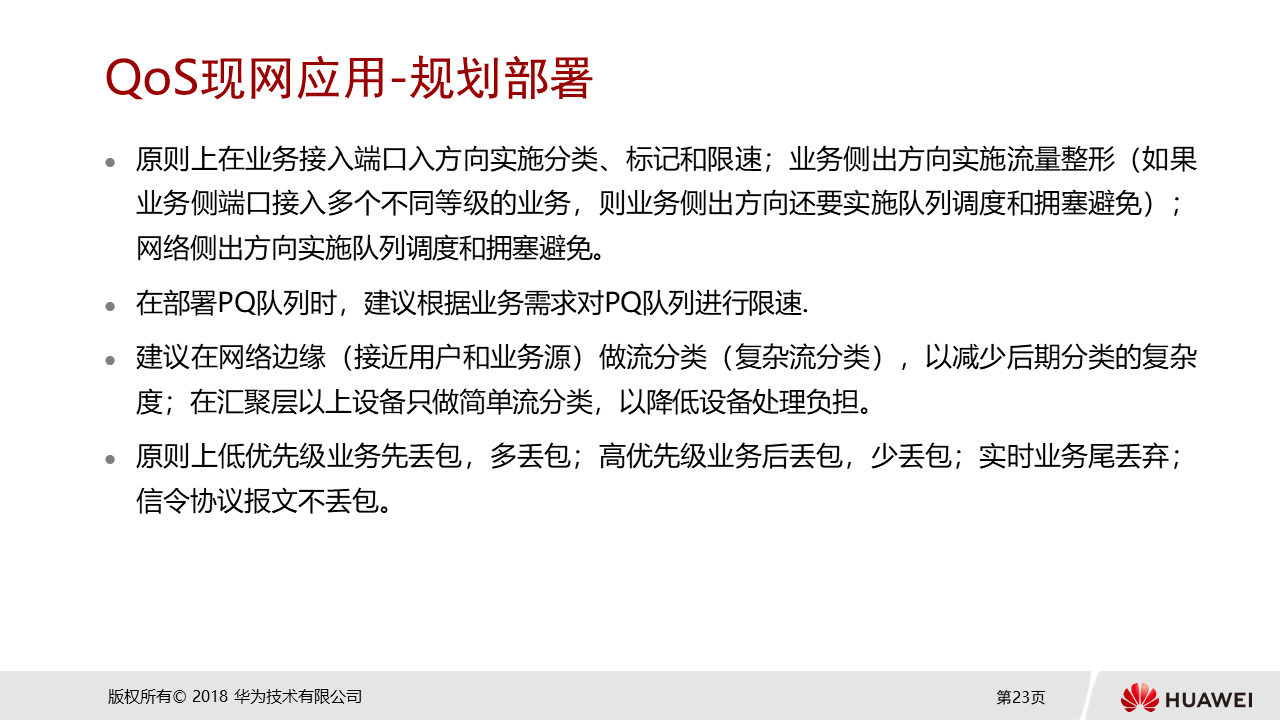 QoS现网应用-规划部署
● 原则上在业务接入端口入方向实施分类、标记和限速；业务侧出方向实施流量整形（如果
业务侧端口接入多个不同等级的业务，则业务侧出方向还要实施队列调度和拥塞避免）；
网络侧出方向实施队列调度和拥塞避免。
● 在部署PQ队列时，建议根据业务需求对PQ队列进行限速.
● 建议在网络边缘（接近用户和业务源）做流分类（复杂流分类），以减少后期分类的复杂
度；在汇聚层以上设备只做简单流分类，以降低设备处理负担。
● 原则上低优先级业务先丢包，多丢包；高优先级业务后丢包，少丢包；实时业务尾丢弃；
信令协议报文不丢包。
版权所有© 2018 华为技术有限公司
第23页
HUAWEI